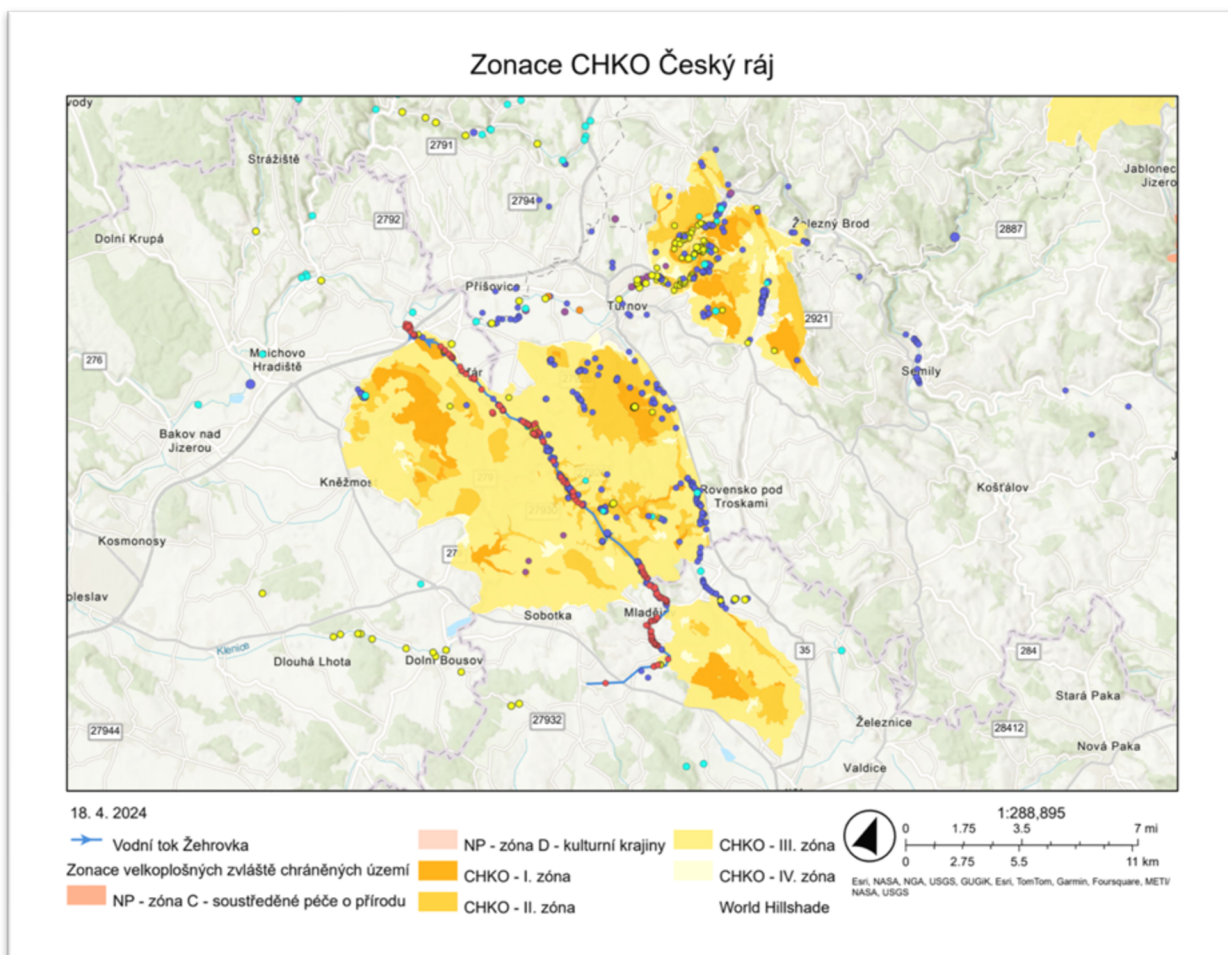 Zonace CHKO Český ráj
vody
Strážiště
2791
2794
2792
Dolní Krupá
Jablonec
Jizero
Železný Brod
2887
Příšovice
Turnov
2921
276
Hradiště
Semily
Bakov nad
Jizerou
Kněžmos
Rovensko pod
Troskami
Košťálov
Kosmonosy
27
oleslav
Sobotka
Mladěj
Klenice
Dlouhá Lhota
Dolní Bousov
35
284
Stará Paka
27944
27932
Železnice
28412
Nová Paka
Valdice
18. 4. 2024
Vodní tok Žehrovka
Zonace velkoplošných zvláště chráněných území
NP - zóna C - soustředěné péče o přírodu
NP - zóna D - kulturní krajiny
CHKO - I. zóna
CHKO - II. zóna
CHKO - III. zóna
CHKO - IV. zóna
World Hillshade
1:288,895
0 1.75 3.5 7 mi
0 2.75 5.5 11 km
Esri, NASA, NGA, USGS, GUGiK, Esri, TomTom, Garmin, Foursquare, METI/
NASA, USGS